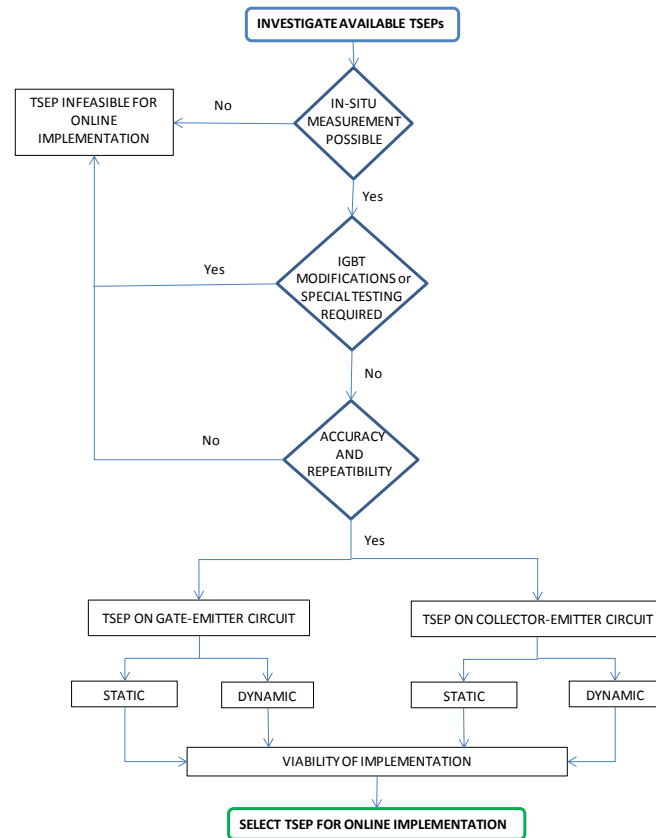 INVESTIGATE AVAILABLE TSEPs
IN-SITU
MEASUREMENT
POSSIBLE
No
TSEP INFEASIBLE FOR
ONLINE
IMPLEMENTATION
Yes
IGBT
MODIFICATIONS or
SPECIAL TESTING
REQUIRED
Yes
No
ACCURACY
AND
REPEATIBILITY
No
Yes
TSEP ON GATE-EMITTER CIRCUIT
TSEP ON COLLECTOR-EMITTER CIRCUIT
STATIC
DYNAMIC
STATIC
DYNAMIC
VIABILITY OF IMPLEMENTATION
SELECT TSEP FOR ONLINE IMPLEMENTATION